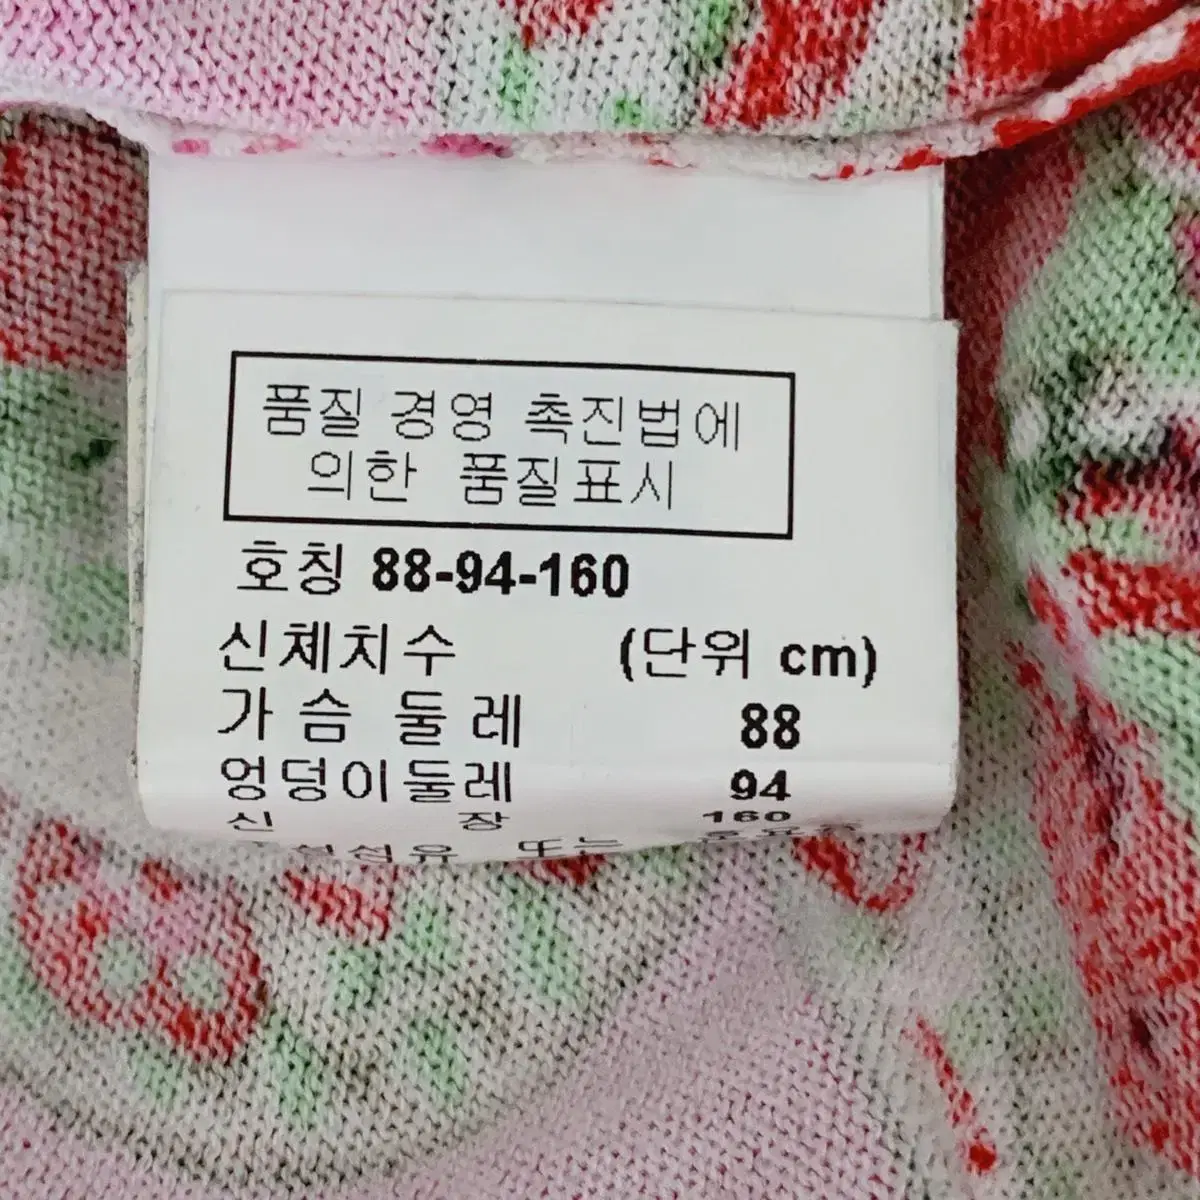 품질 경영 촉진법에
의한 품질표시
호칭 88-94-160
신체치수 (단위 cm)
가슴 둘레 88
엉덩이둘레 94
신 장 160
또는